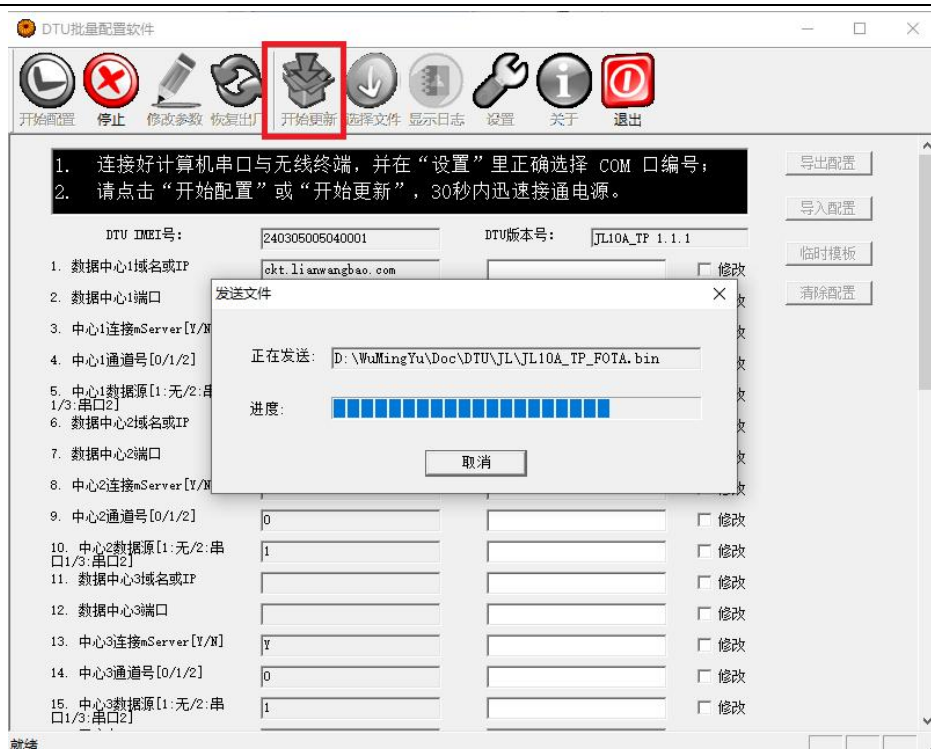 DTU批量配置软件
开始配置 停止 修改参数 恢复出厂 开始更新 选择文件 显示日志 设置 关于 退出
1. 连接好计算机串口与无线终端，并在“设置”里正确选择 COM 口编号；
2. 请点击“开始配置”或“开始更新”，30秒内迅速接通电源。
导出配置
导入配置
临时模板
清除配置
DTU IMEI号: 240305005040001 DTU版本号: JL10A_TP 1.1.1
1. 数据中心1域名或IP ckt.lianwangbao.com 修改
2. 数据中心1端口
3. 中心1连接mServer[Y/N
4. 中心1通道号[0/1/2]
5. 中心1数据源[1:无/2:串
1/3:串口2]
6. 数据中心2域名或IP
7. 数据中心2端口
8. 中心2连接mServer[Y/N
发送文件
正在发送: D:\WuMingYu\Doc\DTU\JL\JL10A_TP_FOTA.bin
进度:
取消
9. 中心2通道号[0/1/2] 0 修改
10. 中心2数据源[1:无/2:串
口1/3:串口2] 1 修改
11. 数据中心3域名或IP 修改
12. 数据中心3端口 修改
13. 中心3连接mServer[Y/N] Y 修改
14. 中心3通道号[0/1/2] 0 修改
15. 中心3数据源[1:无/2:串
口1/3:串口2] 1 修改
就绪